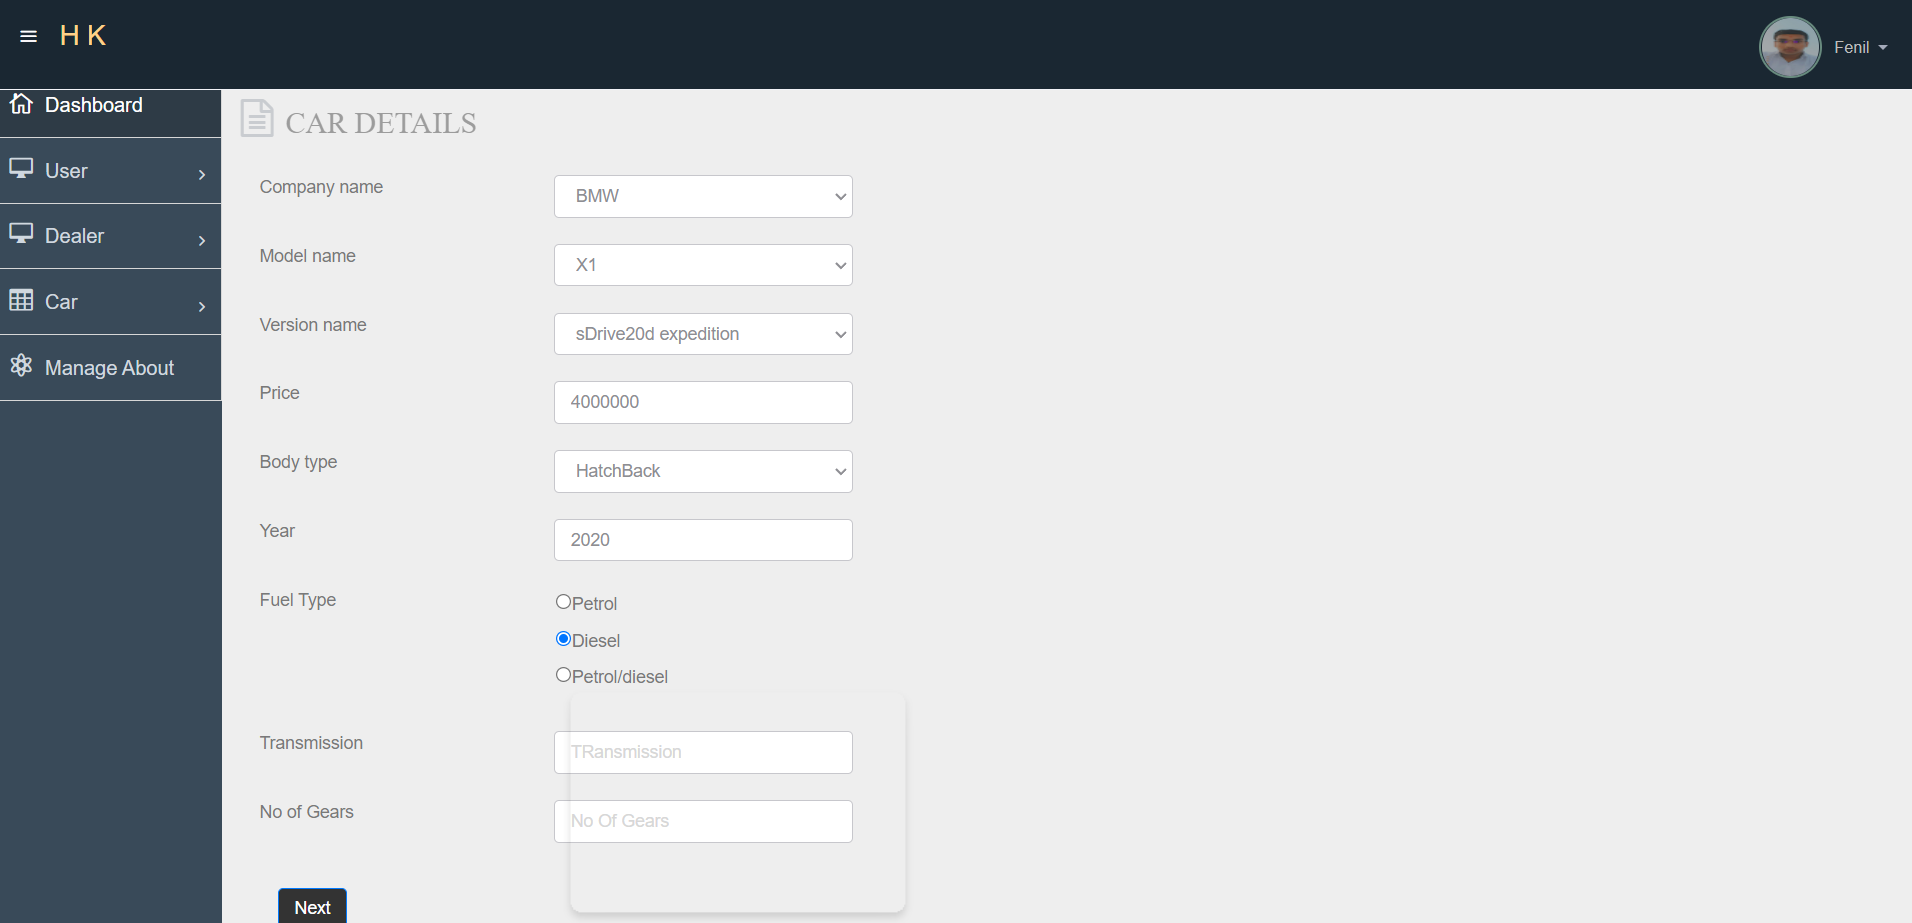 H K
Fenil
Dashboard
User
Dealer
Car
Manage About
CAR DETAILS
Company name
BMW
Model name
X1
Version name
sDrive20d expedition
Price
4000000
Body type
HatchBack
Year
2020
Fuel Type
Petrol
Diesel
Petrol/diesel
Transmission
TRansmission
No of Gears
No Of Gears
Next